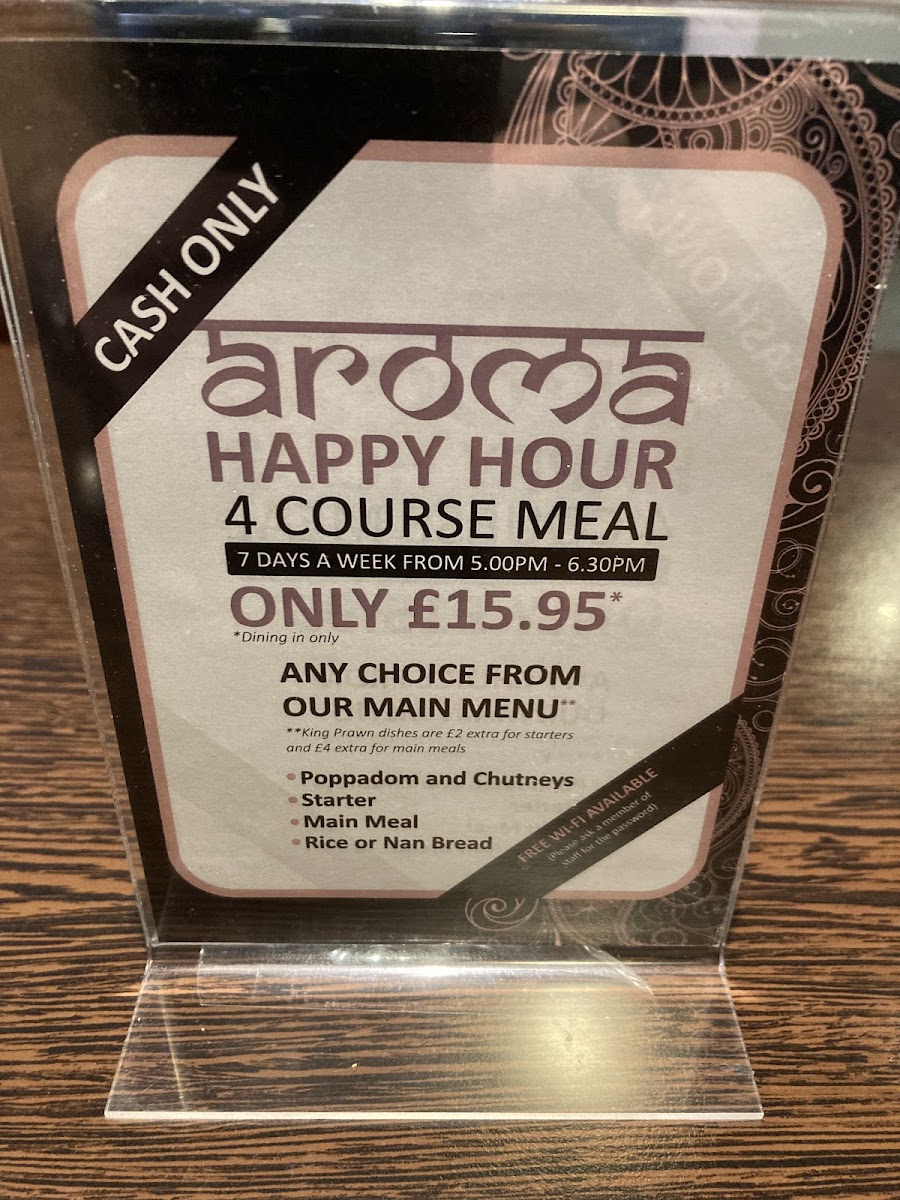 CASH ONLY
aroma
HAPPY HOUR
4 COURSE MEAL
7 DAYS A WEEK FROM 5.00PM - 6.30PM
ONLY £15.95*
*Dining in only
ANY CHOICE FROM
OUR MAIN MENU**
**King Prawn dishes are £2 extra for starters
and £4 extra for main meals
•Poppadom and Chutneys
•Starter
•Main Meal
•Rice or Nan Bread
FREE WI-FI AVAILABLE
(Please ask a member of
staff for the password)